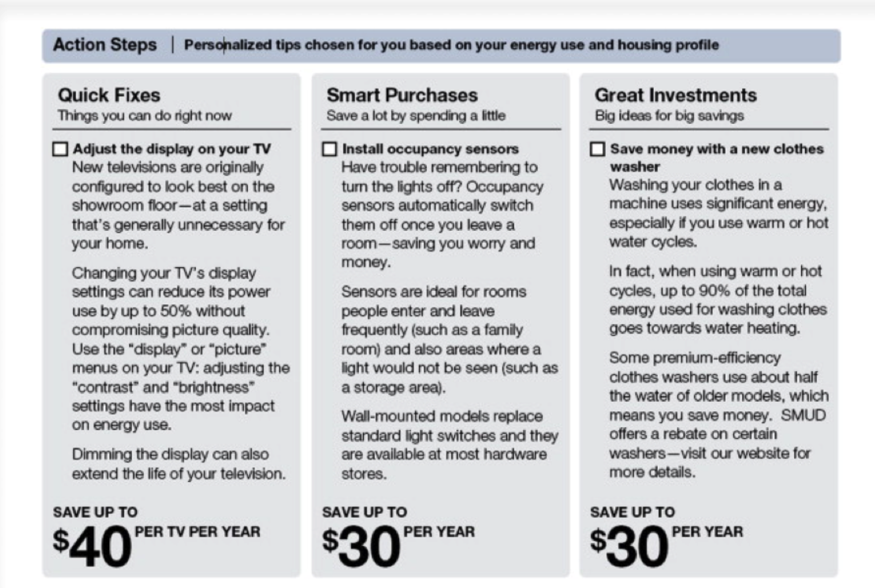 Action Steps | Personalized tips chosen for you based on your energy use and housing profile
Quick Fixes
Things you can do right now
Adjust the display on your TV
New televisions are originally
configured to look best on the
showroom floor—at a setting
that's generally unnecessary for
your home.
Changing your TV's display
settings can reduce its power
use by up to 50% without
compromising picture quality.
Use the "display" or "picture"
menus on your TV: adjusting the
"contrast" and "brightness"
settings have the most impact
on energy use.
Dimming the display can also
extend the life of your television.
SAVE UP TO
$40 PER TV PER YEAR
Smart Purchases
Save a lot by spending a little
Install occupancy sensors
Have trouble remembering to
turn the lights off? Occupancy
sensors automatically switch
them off once you leave a
room—saving you worry and
money.
Sensors are ideal for rooms
people enter and leave
frequently (such as a family
room) and also areas where a
light would not be seen (such as
a storage area).
Wall-mounted models replace
standard light switches and they
are available at most hardware
stores.
SAVE UP TO
$30 PER YEAR
Great Investments
Big ideas for big savings
Save money with a new clothes
washer
Washing your clothes in a
machine uses significant energy,
especially if you use warm or hot
water cycles.
In fact, when using warm or hot
cycles, up to 90% of the total
energy used for washing clothes
goes towards water heating.
Some premium-efficiency
clothes washers use about half
the water of older models, which
means you save money. SMUD
offers a rebate on certain
washers—visit our website for
more details.
SAVE UP TO
$30 PER YEAR